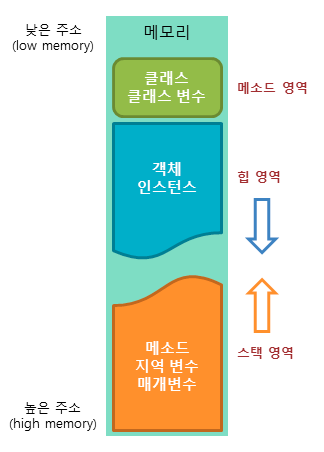 낮은 주소
(low memory)
메모리
클래스
클래스 변수
메소드 영역
객체
인스턴스
힙 영역
메소드
지역 변수
매개변수
스택 영역
높은 주소
(high memory)